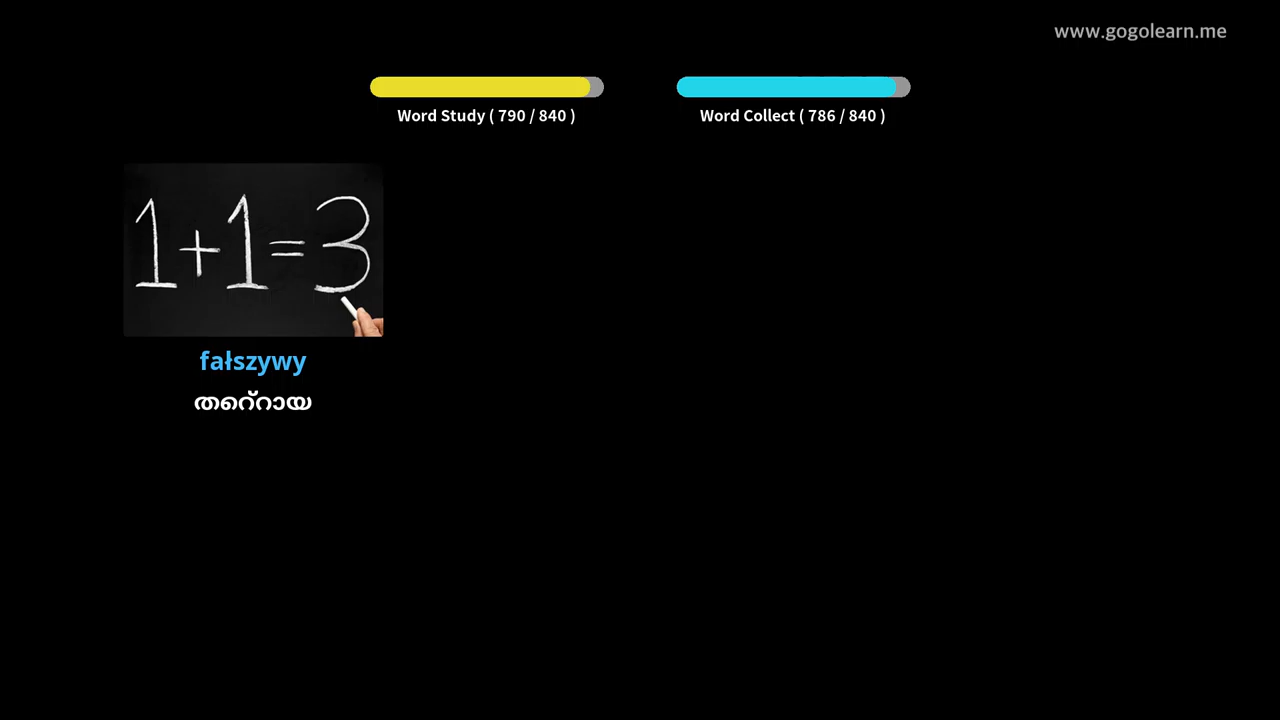 www.gogolearn.me
Word Study ( 790 / 840 )
Word Collect ( 786 / 840 )
1+1=3
fałszywy
തെറ്റായ